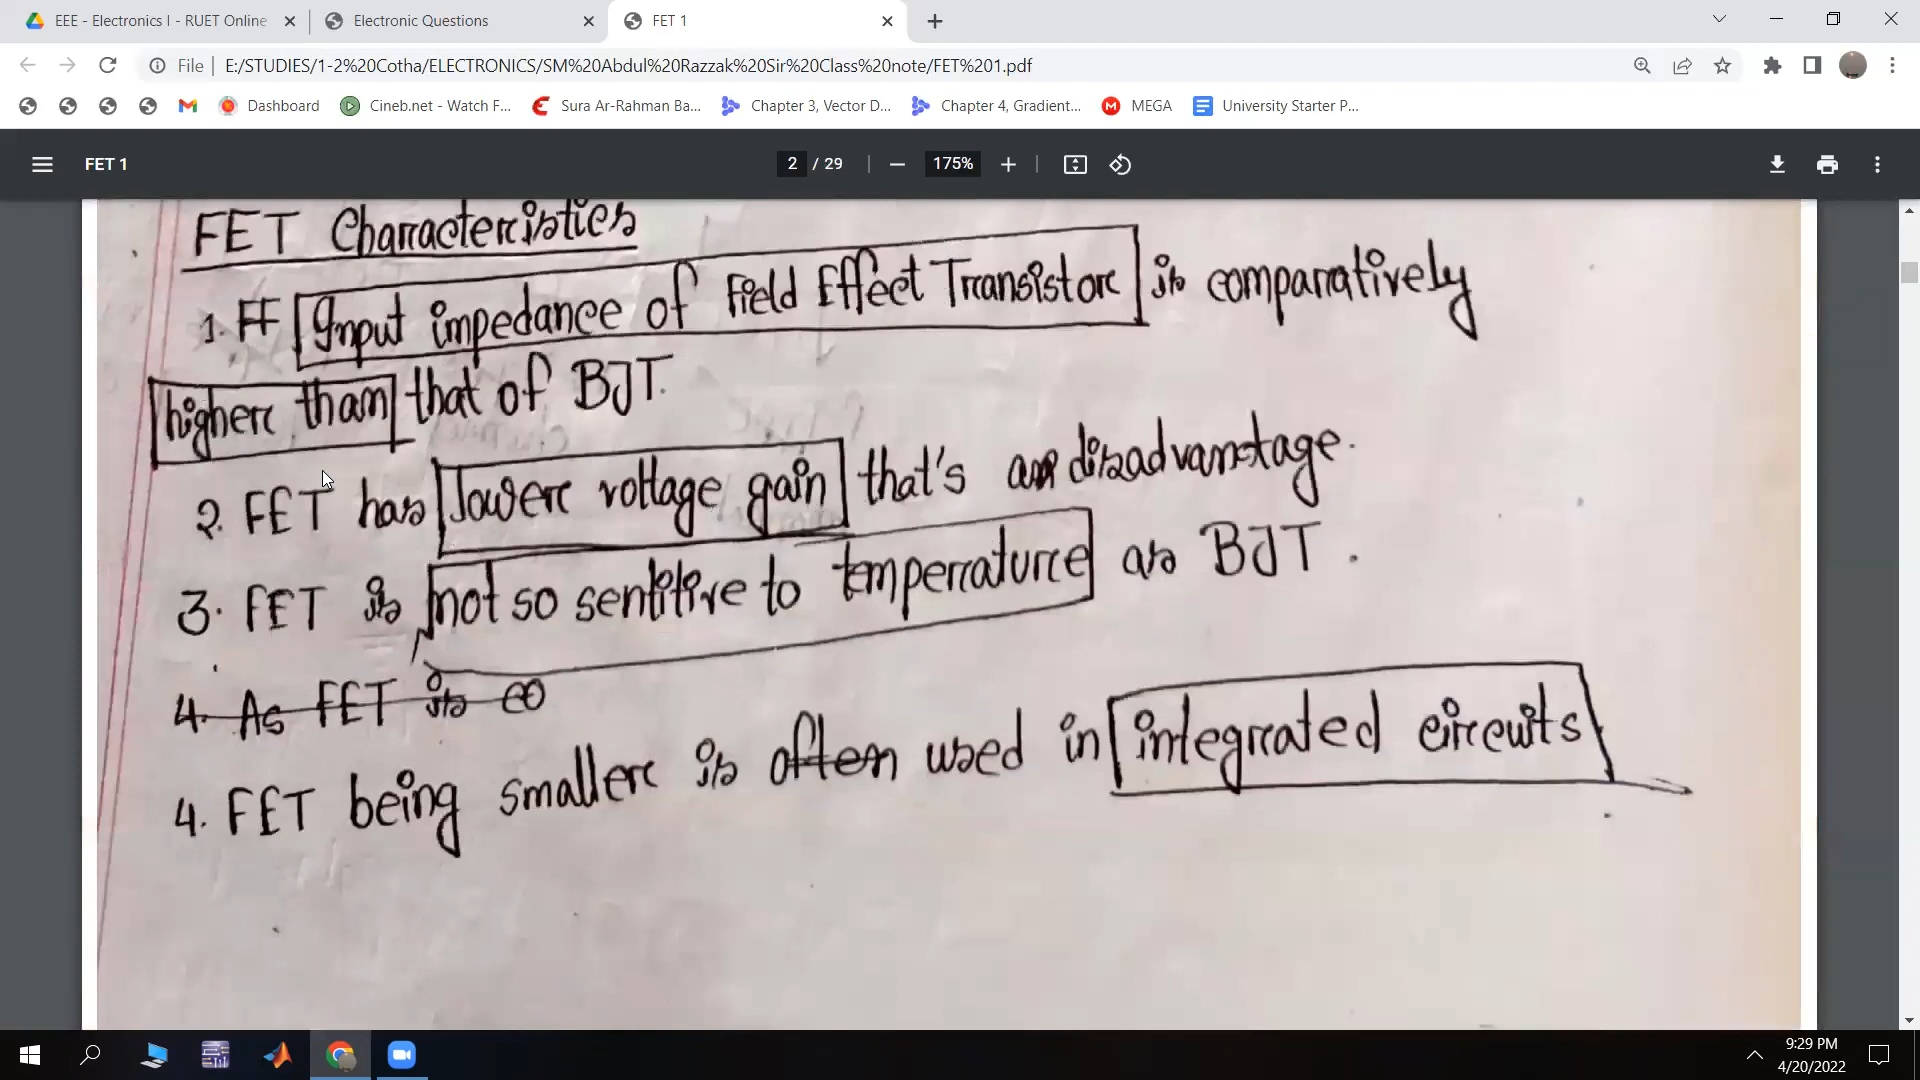 EEE - Electronics I - RUET Online
Electronic Questions
FET 1
File
E:/STUDIES/1-2%20Cotha/ELECTRONICS/SM%20Abdul%20Razzak%20Sir%20Class%20note/FET%201.pdf
Dashboard
Cineb.net - Watch F...
Sura Ar-Rahman Ba...
Chapter 3, Vector D...
Chapter 4, Gradient...
MEGA
University Starter P...
FET 1
2 / 29
175%
FET Characteristics
1. FF Input impedance of Field Effect Transistor is comparatively
higher than that of BJT.
2. FET has lower voltage gain that's an disadvantage.
3. FET is not so sentitive to temperature as BJT.
4. As FET is co
4. FET being smaller is often used in integrated circuits
9:29 PM
4/20/2022